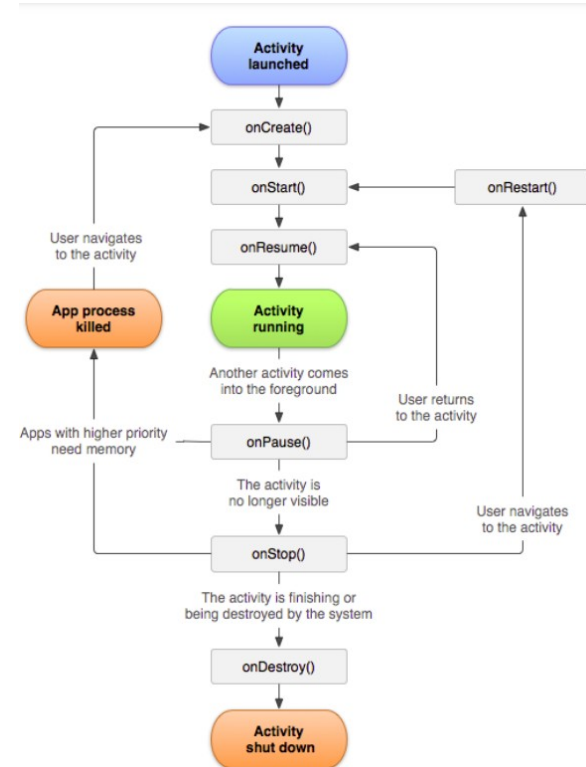 Activity
launched
onCreate()
onStart()
onRestart()
User navigates
to the activity
onResume()
App process
killed
Activity
running
Another activity comes
into the foreground
User returns
to the activity
Apps with higher priority
need memory
onPause()
The activity is
no longer visible
User navigates
to the activity
onStop()
The activity is finishing or
being destroyed by the system
onDestroy()
Activity
shut down